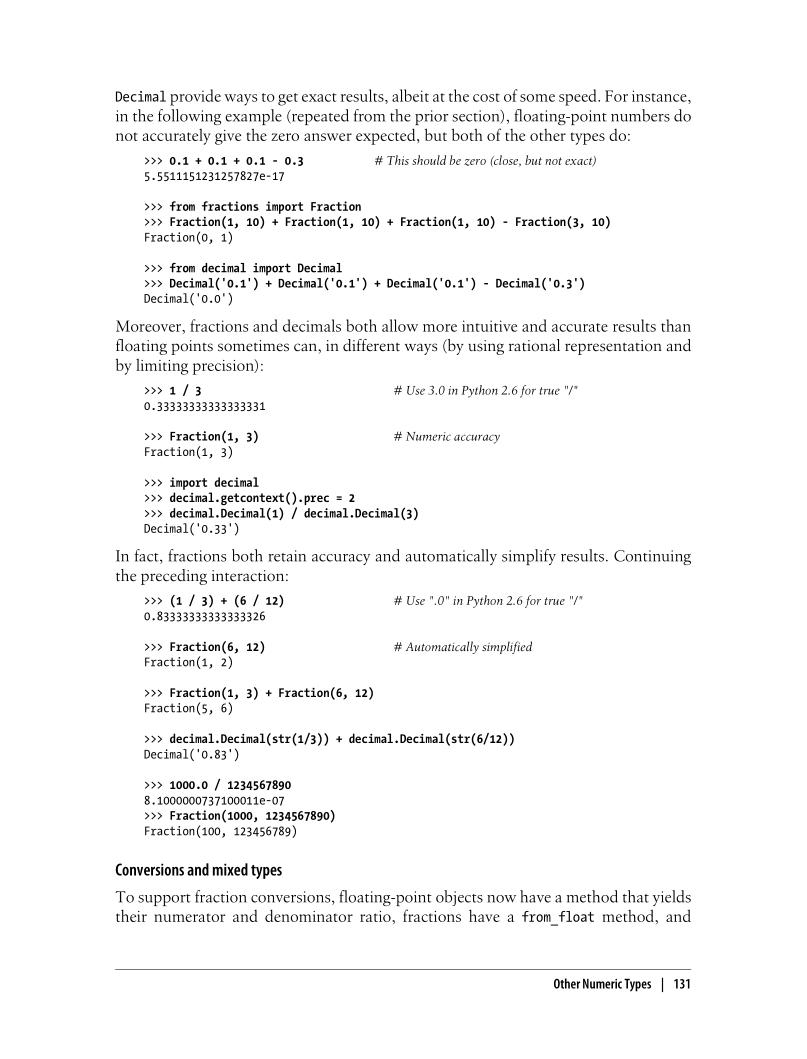 Decimal provide ways to get exact results, albeit at the cost of some speed. For instance,
in the following example (repeated from the prior section), floating-point numbers do
not accurately give the zero answer expected, but both of the other types do:
>>> 0.1 + 0.1 + 0.1 - 0.3 # This should be zero (close, but not exact)
5.5511151231257827e-17
>>> from fractions import Fraction
>>> Fraction(1, 10) + Fraction(1, 10) + Fraction(1, 10) - Fraction(3, 10)
Fraction(0, 1)
>>> from decimal import Decimal
>>> Decimal('0.1') + Decimal('0.1') + Decimal('0.1') - Decimal('0.3')
Decimal('0.0')
Moreover, fractions and decimals both allow more intuitive and accurate results than
floating points sometimes can, in different ways (by using rational representation and
by limiting precision):
>>> 1 / 3 # Use 3.0 in Python 2.6 for true "/"
0.33333333333333331
>>> Fraction(1, 3) # Numeric accuracy
Fraction(1, 3)
>>> import decimal
>>> decimal.getcontext().prec = 2
>>> decimal.Decimal(1) / decimal.Decimal(3)
Decimal('0.33')
In fact, fractions both retain accuracy and automatically simplify results. Continuing
the preceding interaction:
>>> (1 / 3) + (6 / 12) # Use ".0" in Python 2.6 for true "/"
0.83333333333333326
>>> Fraction(6, 12) # Automatically simplified
Fraction(1, 2)
>>> Fraction(1, 3) + Fraction(6, 12)
Fraction(5, 6)
>>> decimal.Decimal(str(1/3)) + decimal.Decimal(str(6/12))
Decimal('0.83')
>>> 1000.0 / 1234567890
8.1000000737100011e-07
>>> Fraction(1000, 1234567890)
Fraction(100, 123456789)
Conversions and mixed types
To support fraction conversions, floating-point objects now have a method that yields
their numerator and denominator ratio, fractions have a from_float method, and
Other Numeric Types | 131